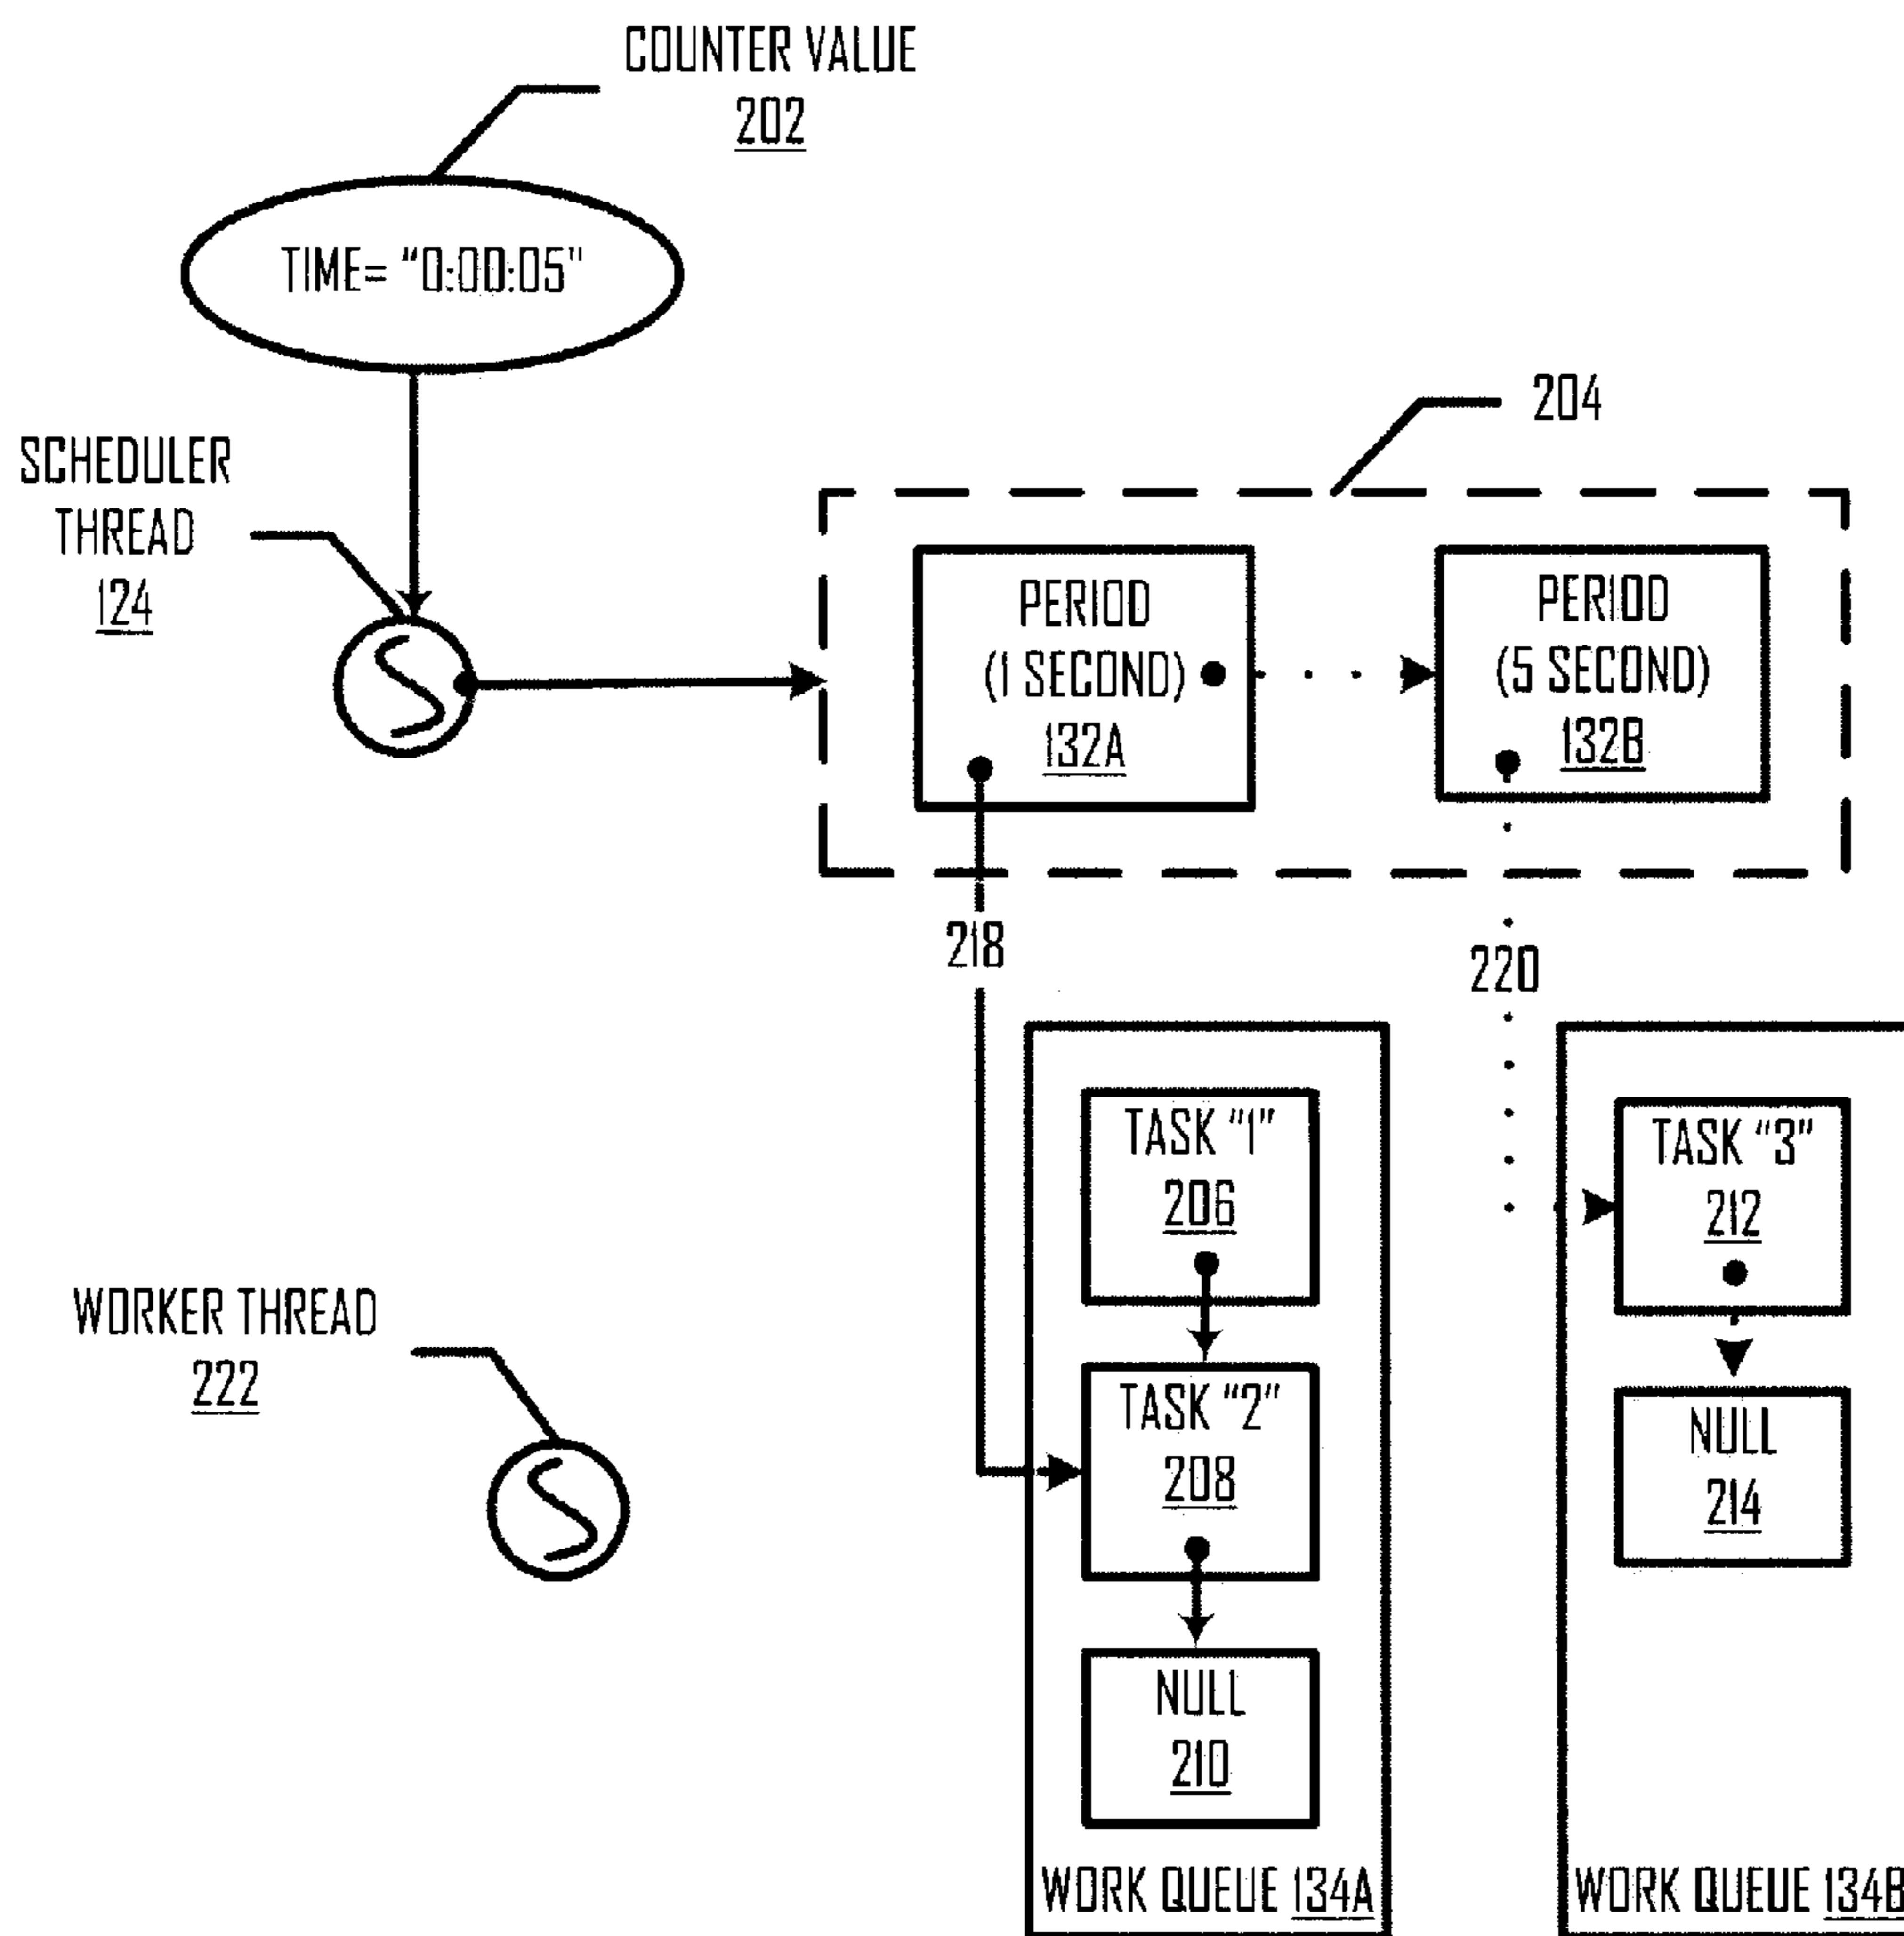 COUNTER VALUE
202
TIME= "0:00:05"
204
SCHEDULER
THREAD
124
PERIOD
(1 SECOND)
132A
PERIOD
(5 SECOND)
132B
218
220
TASK "1"
206
TASK "3"
212
WORKER THREAD
222
TASK "2"
208
NULL
214
NULL
210
WORK QUEUE 134A
WORK QUEUE 134B